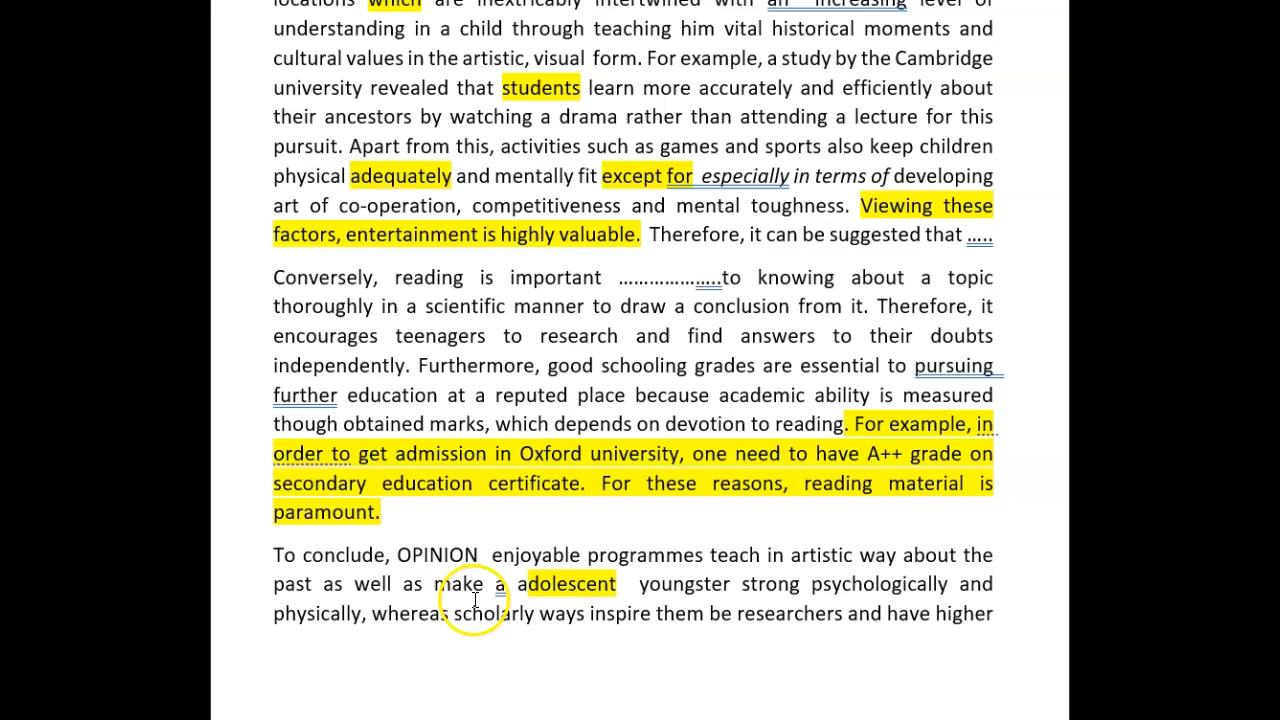 locations which are inextricably intertwined with an increasing level of
understanding in a child through teaching him vital historical moments and
cultural values in the artistic, visual form. For example, a study by the Cambridge
university revealed that students learn more accurately and efficiently about
their ancestors by watching a drama rather than attending a lecture for this
pursuit. Apart from this, activities such as games and sports also keep children
physical adequately and mentally fit except for especially in terms of developing
art of co-operation, competitiveness and mental toughness. Viewing these
factors, entertainment is highly valuable. Therefore, it can be suggested that …..
Conversely, reading is important ………………..to knowing about a topic
thoroughly in a scientific manner to draw a conclusion from it. Therefore, it
encourages teenagers to research and find answers to their doubts
independently. Furthermore, good schooling grades are essential to pursuing
further education at a reputed place because academic ability is measured
though obtained marks, which depends on devotion to reading. For example, in
order to get admission in Oxford university, one need to have A++ grade on
secondary education certificate. For these reasons, reading material is
paramount.
To conclude, OPINION enjoyable programmes teach in artistic way about the
past as well as make a adolescent youngster strong psychologically and
physically, whereas scholarly ways inspire them be researchers and have higher